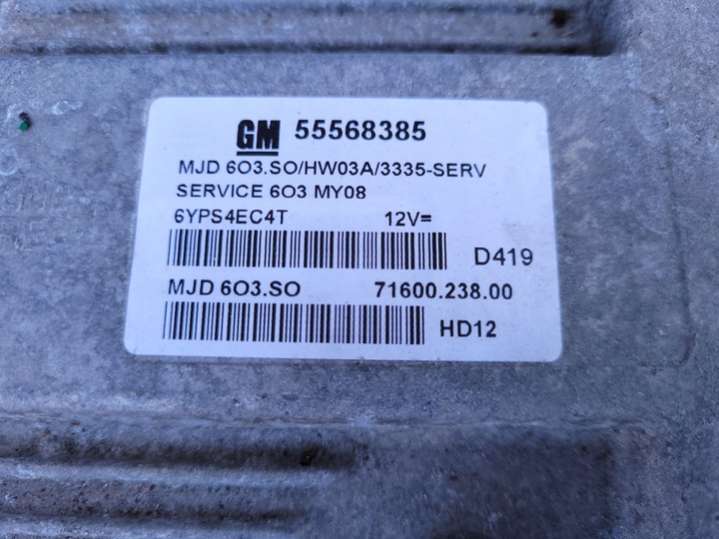 GM 55568385
MJD 6O3.SO/HW03A/3335-SERV
SERVICE 6O3 MY08
6YPS4EC4T 12V=
D419
MJD 6O3.SO 71600.238.00
HD12